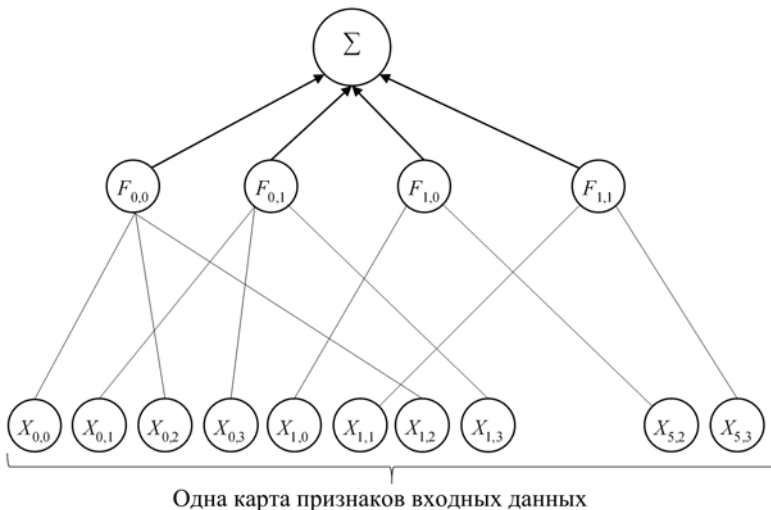 Σ
F0,0 F0,1 F1,0 F1,1
X0,0 X0,1 X0,2 X0,3 X1,0 X1,1 X1,2 X1,3 X5,2 X5,3
Одна карта признаков входных данных